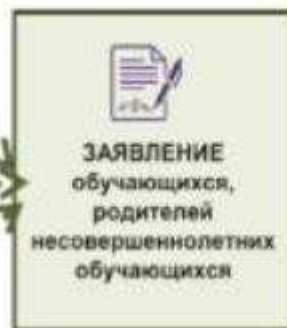 ЗАЯВЛЕНИЕ
обучающихся,
родителей
несовершеннолетних
обучающихся